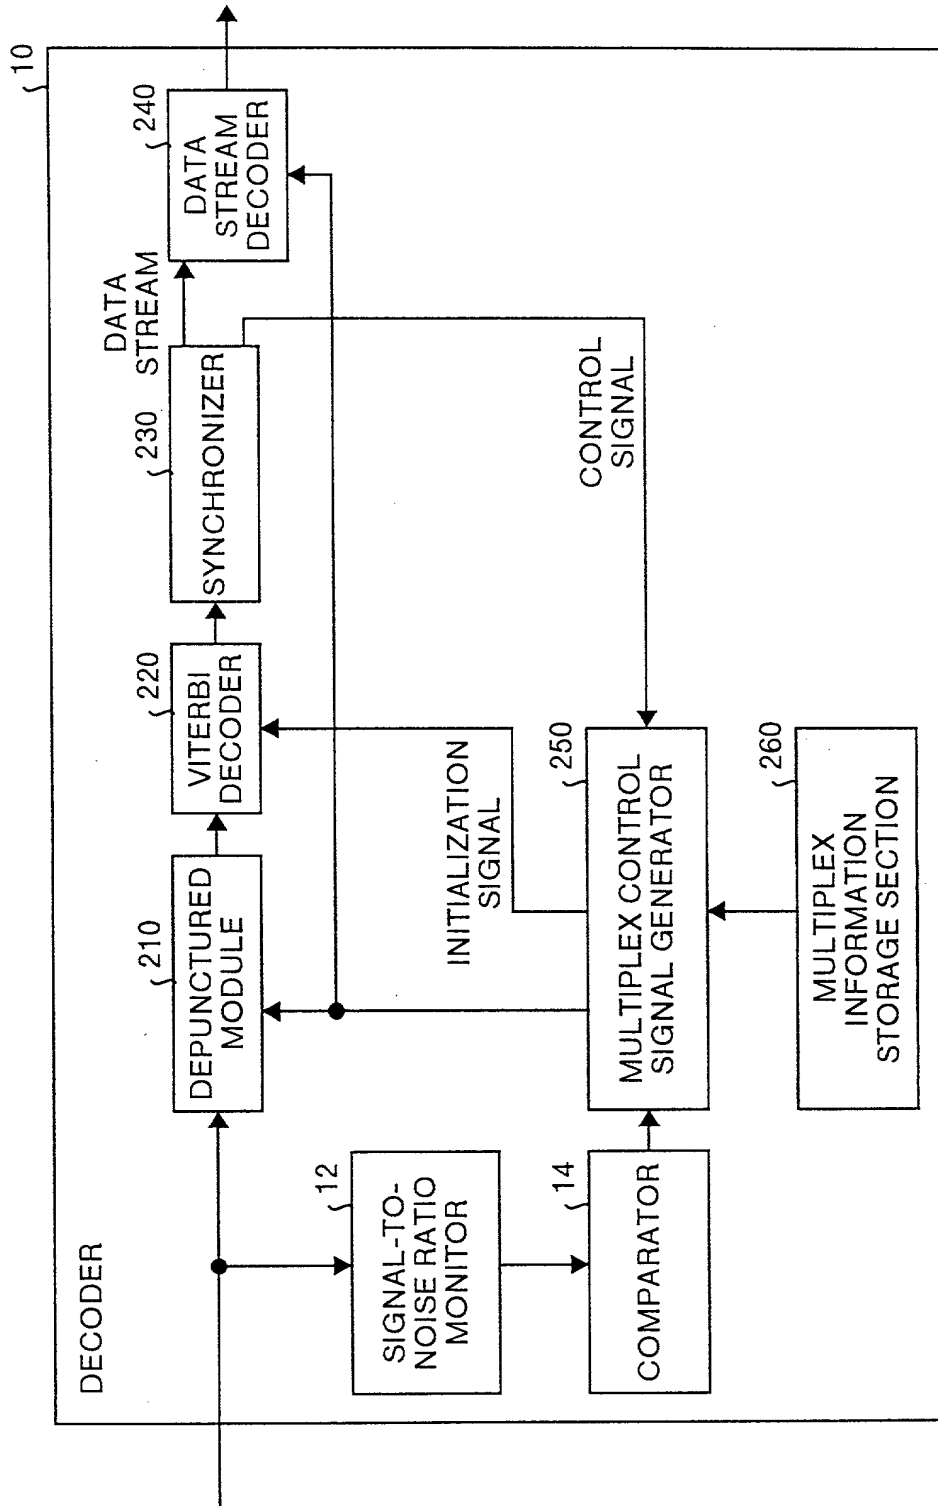 10
DECODER
210
DEPUNCTURED
MODULE
220
VITERBI
DECODER
230
SYNCHRONIZER
DATA
STREAM
240
DATA
STREAM
DECODER
12
SIGNAL-TO-
NOISE RATIO
MONITOR
INITIALIZATION
SIGNAL
CONTROL
SIGNAL
14
COMPARATOR
250
MULTIPLEX CONTROL
SIGNAL GENERATOR
260
MULTIPLEX
INFORMATION
STORAGE SECTION